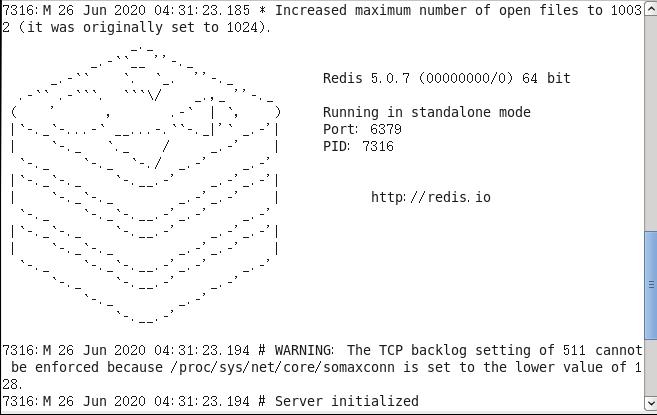 7316:M 26 Jun 2020 04:31:23.185 * Increased maximum number of open files to 1003
2 (it was originally set to 1024).
Redis 5.0.7 (00000000/0) 64 bit
Running in standalone mode
Port: 6379
PID: 7316
http://redis.io
7316:M 26 Jun 2020 04:31:23.194 # WARNING: The TCP backlog setting of 511 cannot
be enforced because /proc/sys/net/core/somaxconn is set to the lower value of 1
28.
7316:M 26 Jun 2020 04:31:23.194 # Server initialized